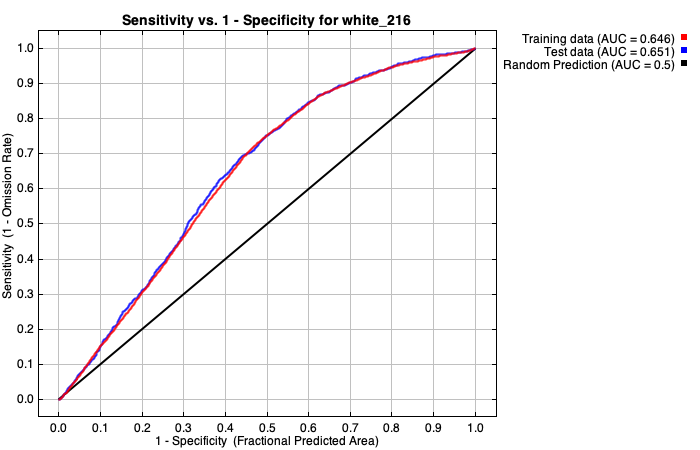 Sensitivity vs. 1 - Specificity for white_216
Training data (AUC = 0.646)
Test data (AUC = 0.651)
Random Prediction (AUC = 0.5)
Sensitivity (1 - Omission Rate)
1.0
0.9
0.8
0.7
0.6
0.5
0.4
0.3
0.2
0.1
0.0
0.0 0.1 0.2 0.3 0.4 0.5 0.6 0.7 0.8 0.9 1.0
1 - Specificity (Fractional Predicted Area)